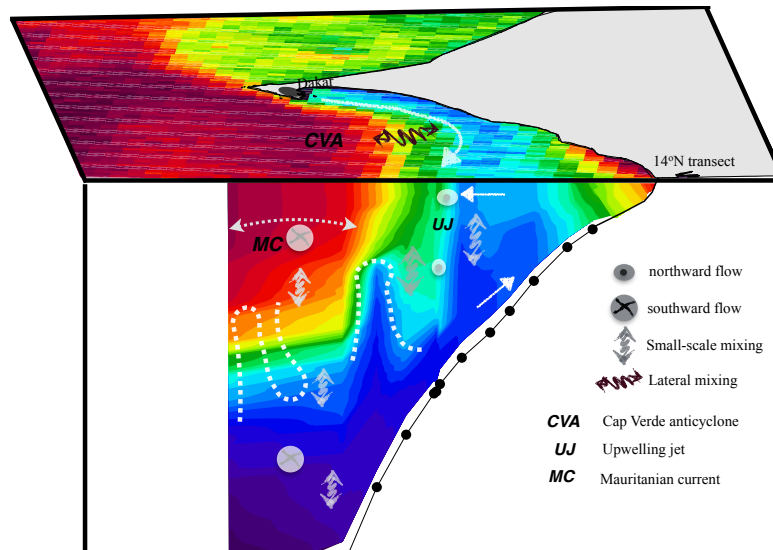 Dakar
CVA
14°N transect
UJ
MC
northward flow
southward flow
Small-scale mixing
Lateral mixing
CVA Cap Verde anticyclone
UJ Upwelling jet
MC Mauritanian current